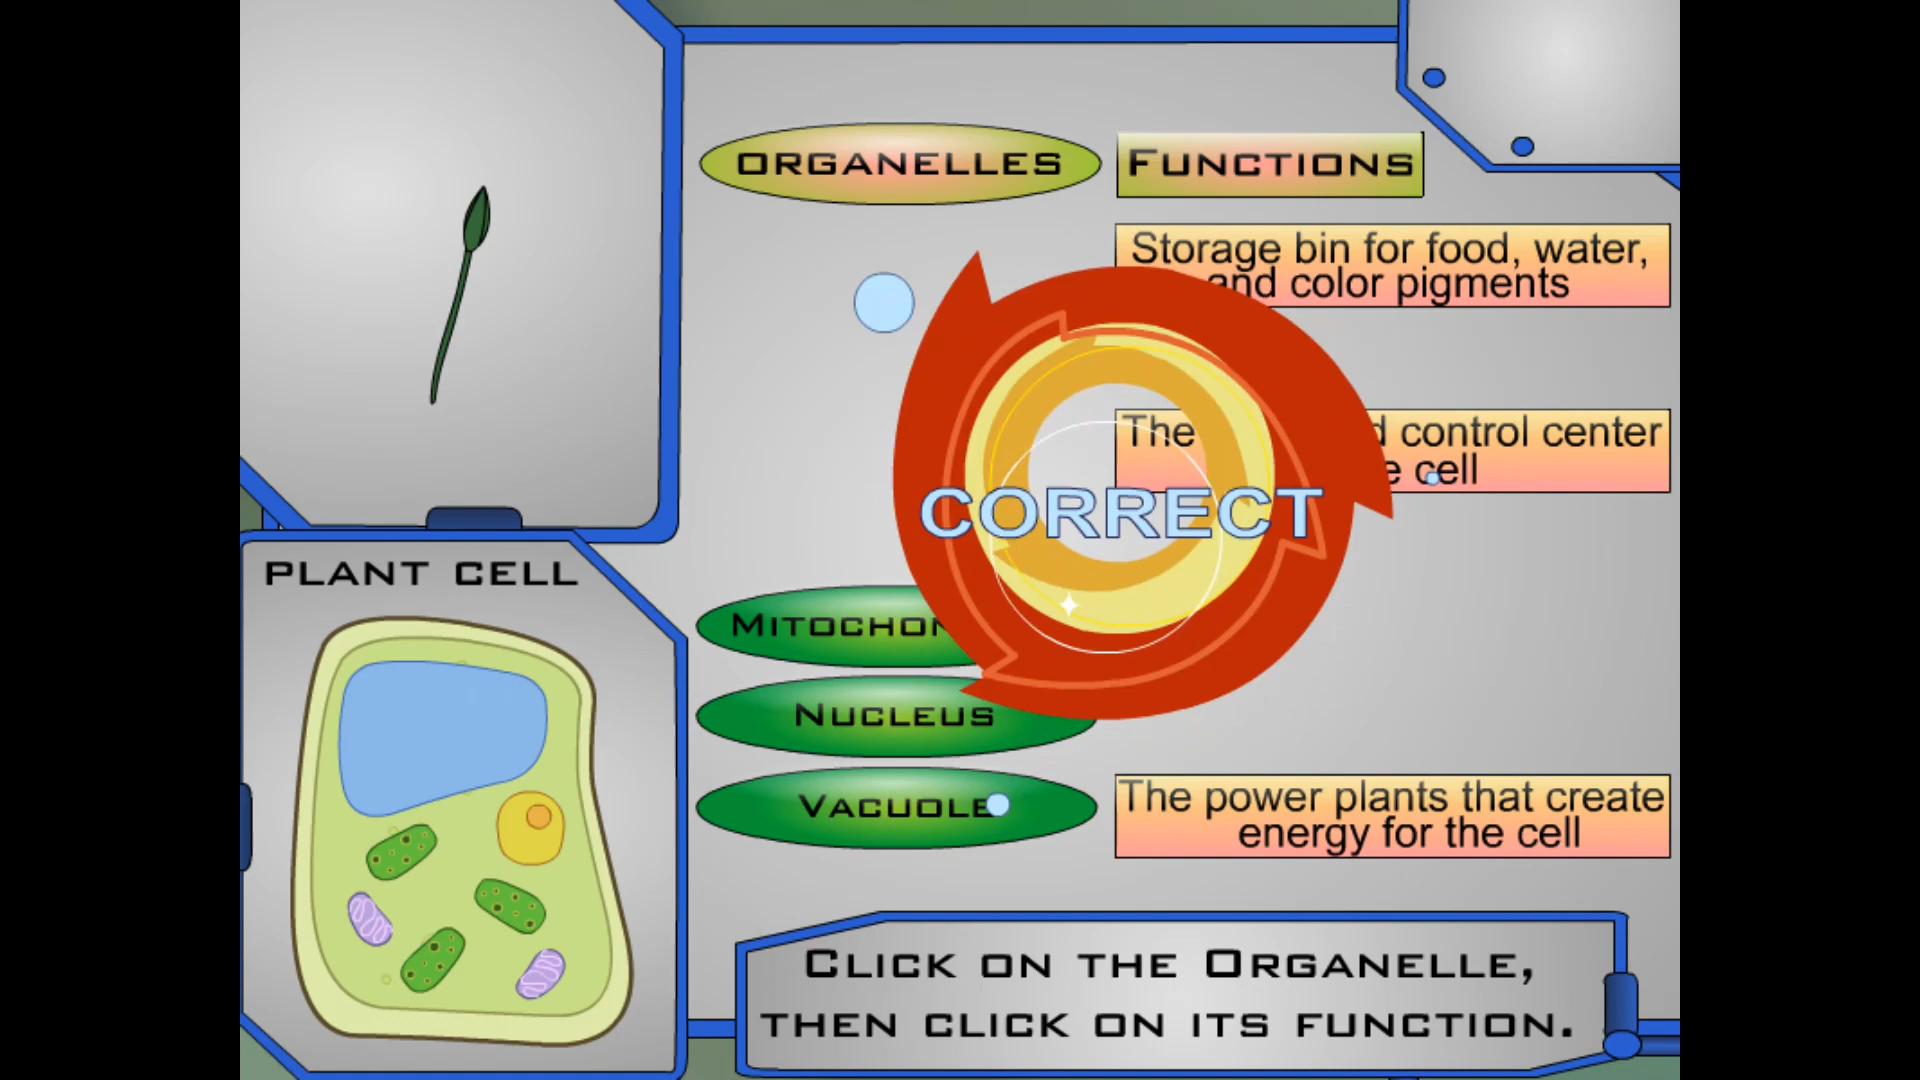 ORGANELLES
FUNCTIONS
Storage bin for food, water,
and color pigments
The d control center
cell
CORRECT
PLANT CELL
NUCLEUS
VACUOLE
The power plants that create
energy for the cell
CLICK ON THE ORGANELLE,
THEN CLICK ON ITS FUNCTION.